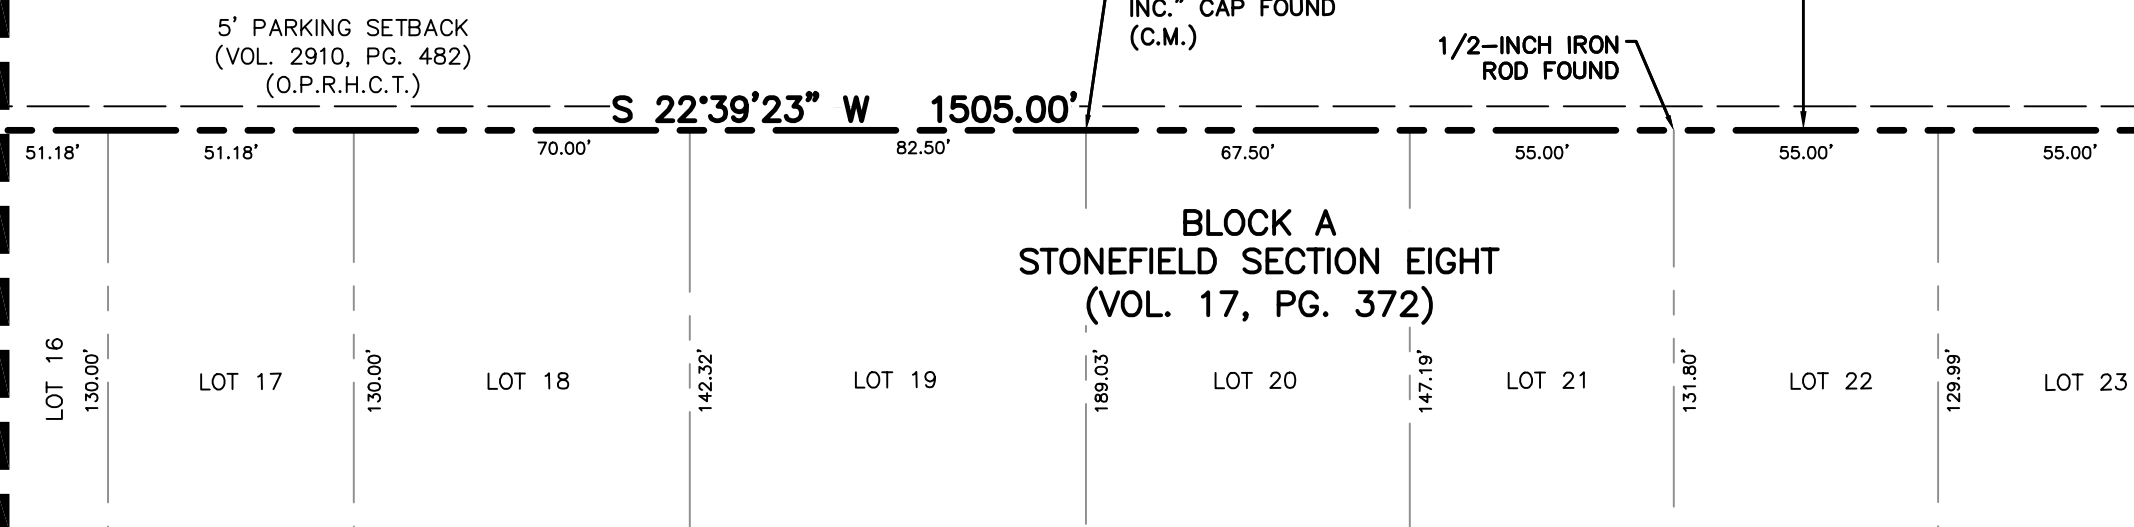 5' PARKING SETBACK
(VOL. 2910, PG. 482)
(O.P.R.H.C.T.)
INC." CAP FOUND
(C.M.)
1/2-INCH IRON
ROD FOUND
S 22°39'23" W 1505.00'
51.18'
51.18'
70.00'
82.50'
67.50'
55.00'
55.00'
55.00'
BLOCK A
STONEFIELD SECTION EIGHT
(VOL. 17, PG. 372)
LOT 16
130.00'
LOT 17
130.00'
LOT 18
142.32'
LOT 19
189.03'
LOT 20
147.19'
LOT 21
131.80'
LOT 22
129.99'
LOT 23